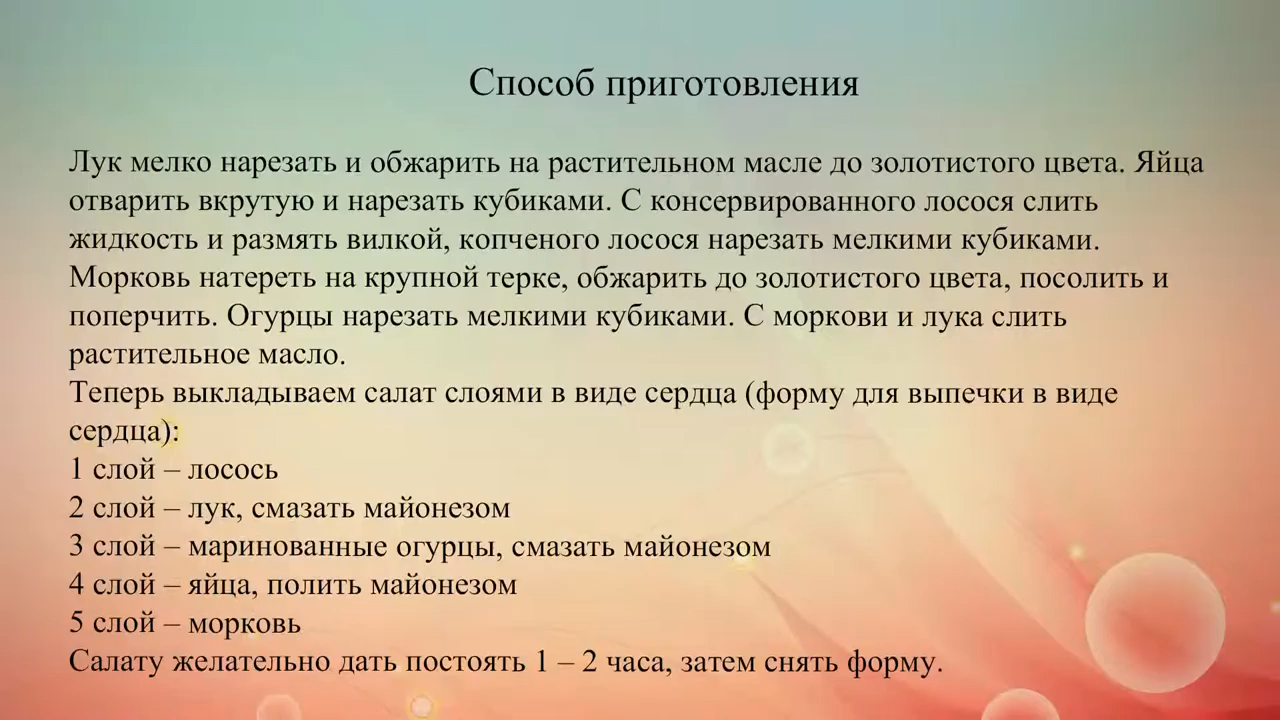 Способ приготовления
Лук мелко нарезать и обжарить на растительном масле до золотистого цвета. Яйца
отварить вкрутую и нарезать кубиками. С консервированного лосося слить
жидкость и размять вилкой, копченого лосося нарезать мелкими кубиками.
Морковь натереть на крупной терке, обжарить до золотистого цвета, посолить и
поперчить. Огурцы нарезать мелкими кубиками. С моркови и лука слить
растительное масло.
Теперь выкладываем салат слоями в виде сердца (форму для выпечки в виде
сердца):
1 слой – лосось
2 слой – лук, смазать майонезом
3 слой – маринованные огурцы, смазать майонезом
4 слой – яйца, полить майонезом
5 слой – морковь
Салату желательно дать постоять 1 – 2 часа, затем снять форму.